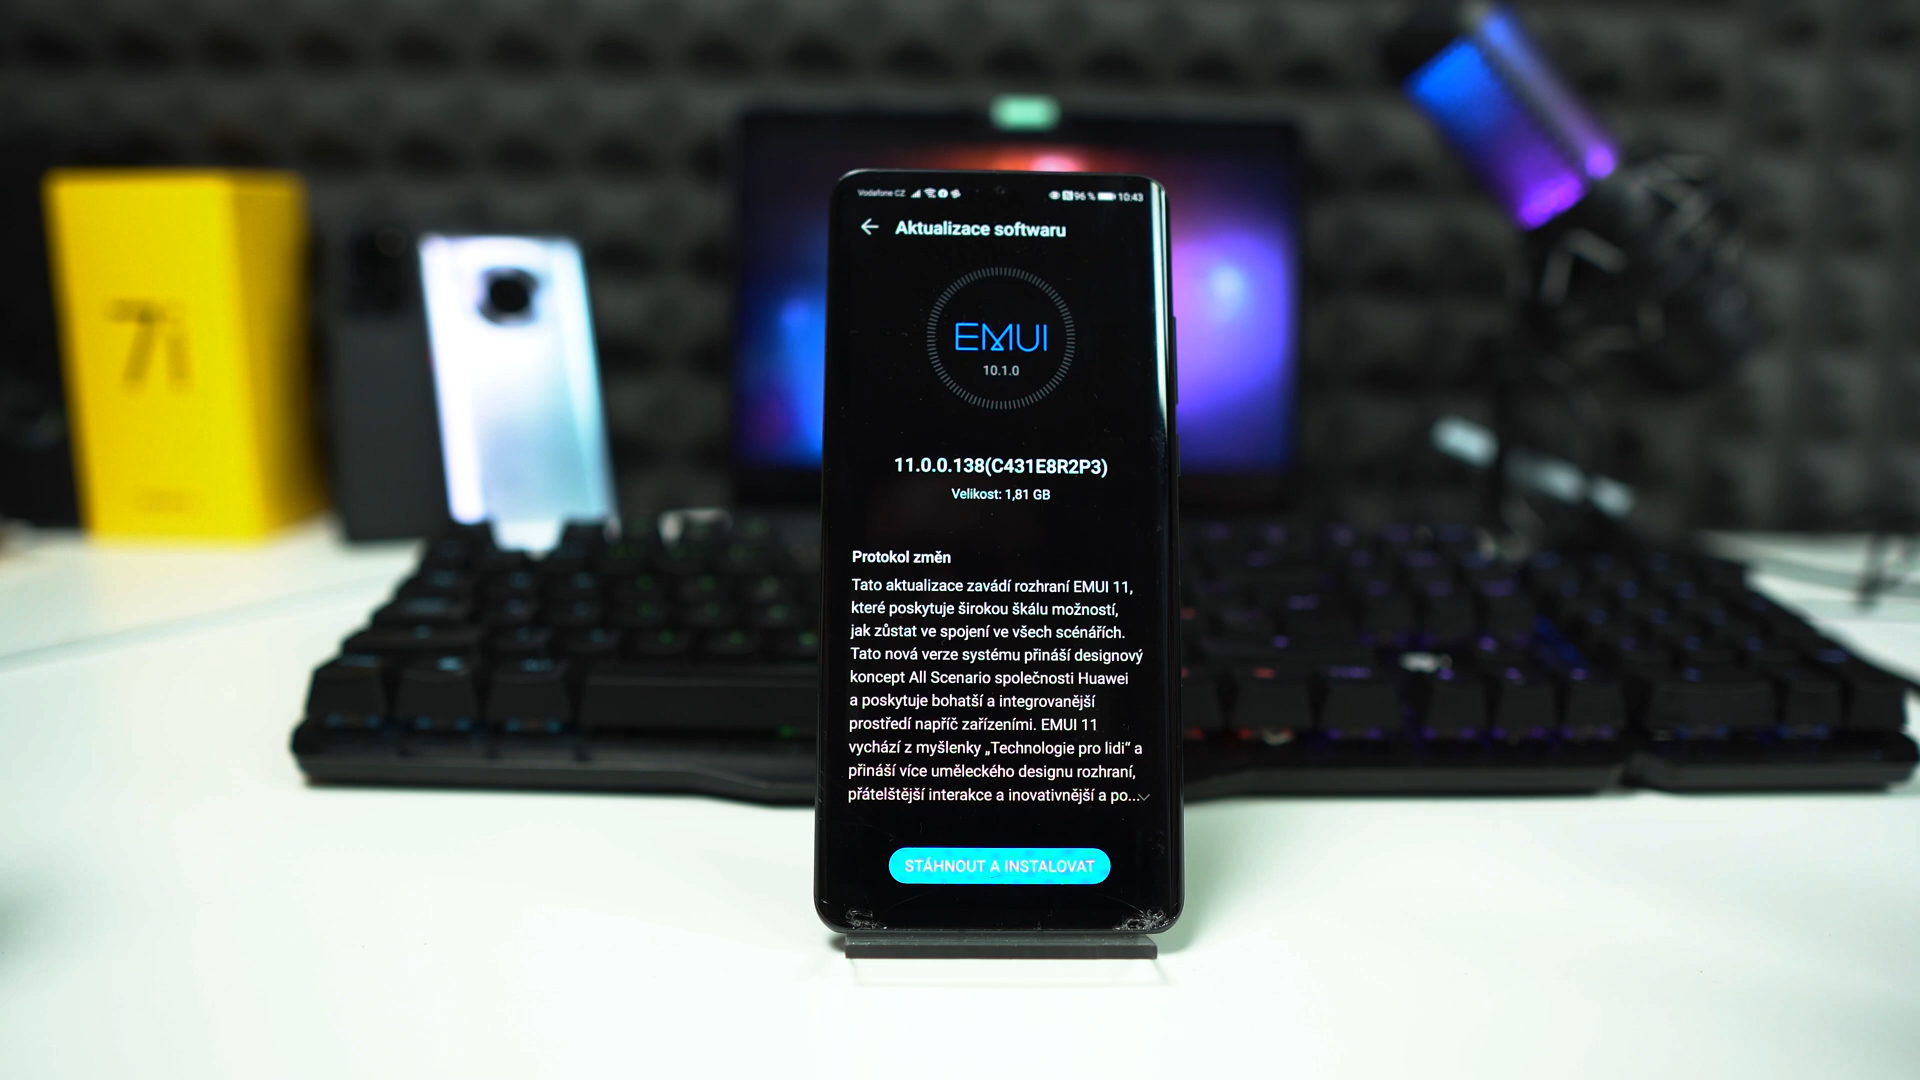 7i
Vodafone CZ
96 %
10:43
Aktualizace softwaru
EMUI
10.1.0
11.0.0.138(C431E8R2P3)
Velikost: 1,81 GB
Protokol změn
Tato aktualizace zavádí rozhraní EMUI 11,
které poskytuje širokou škálu možností,
jak zůstat ve spojení ve všech scénářích.
Tato nová verze systému přináší designový
koncept All Scenario společnosti Huawei
a poskytuje bohatší a integrovanější
prostředí napříč zařízeními. EMUI 11
vychází z myšlenky „Technologie pro lidi“ a
přináší více uměleckého designu rozhraní,
přátelštější interakce a inovativnější a po...
STÁHNOUT A INSTALOVAT